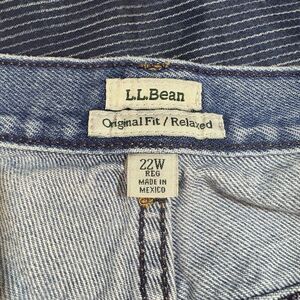 L.L.Bean
Original Fit / Relaxed
22W
REG
MADE IN
MEXICO